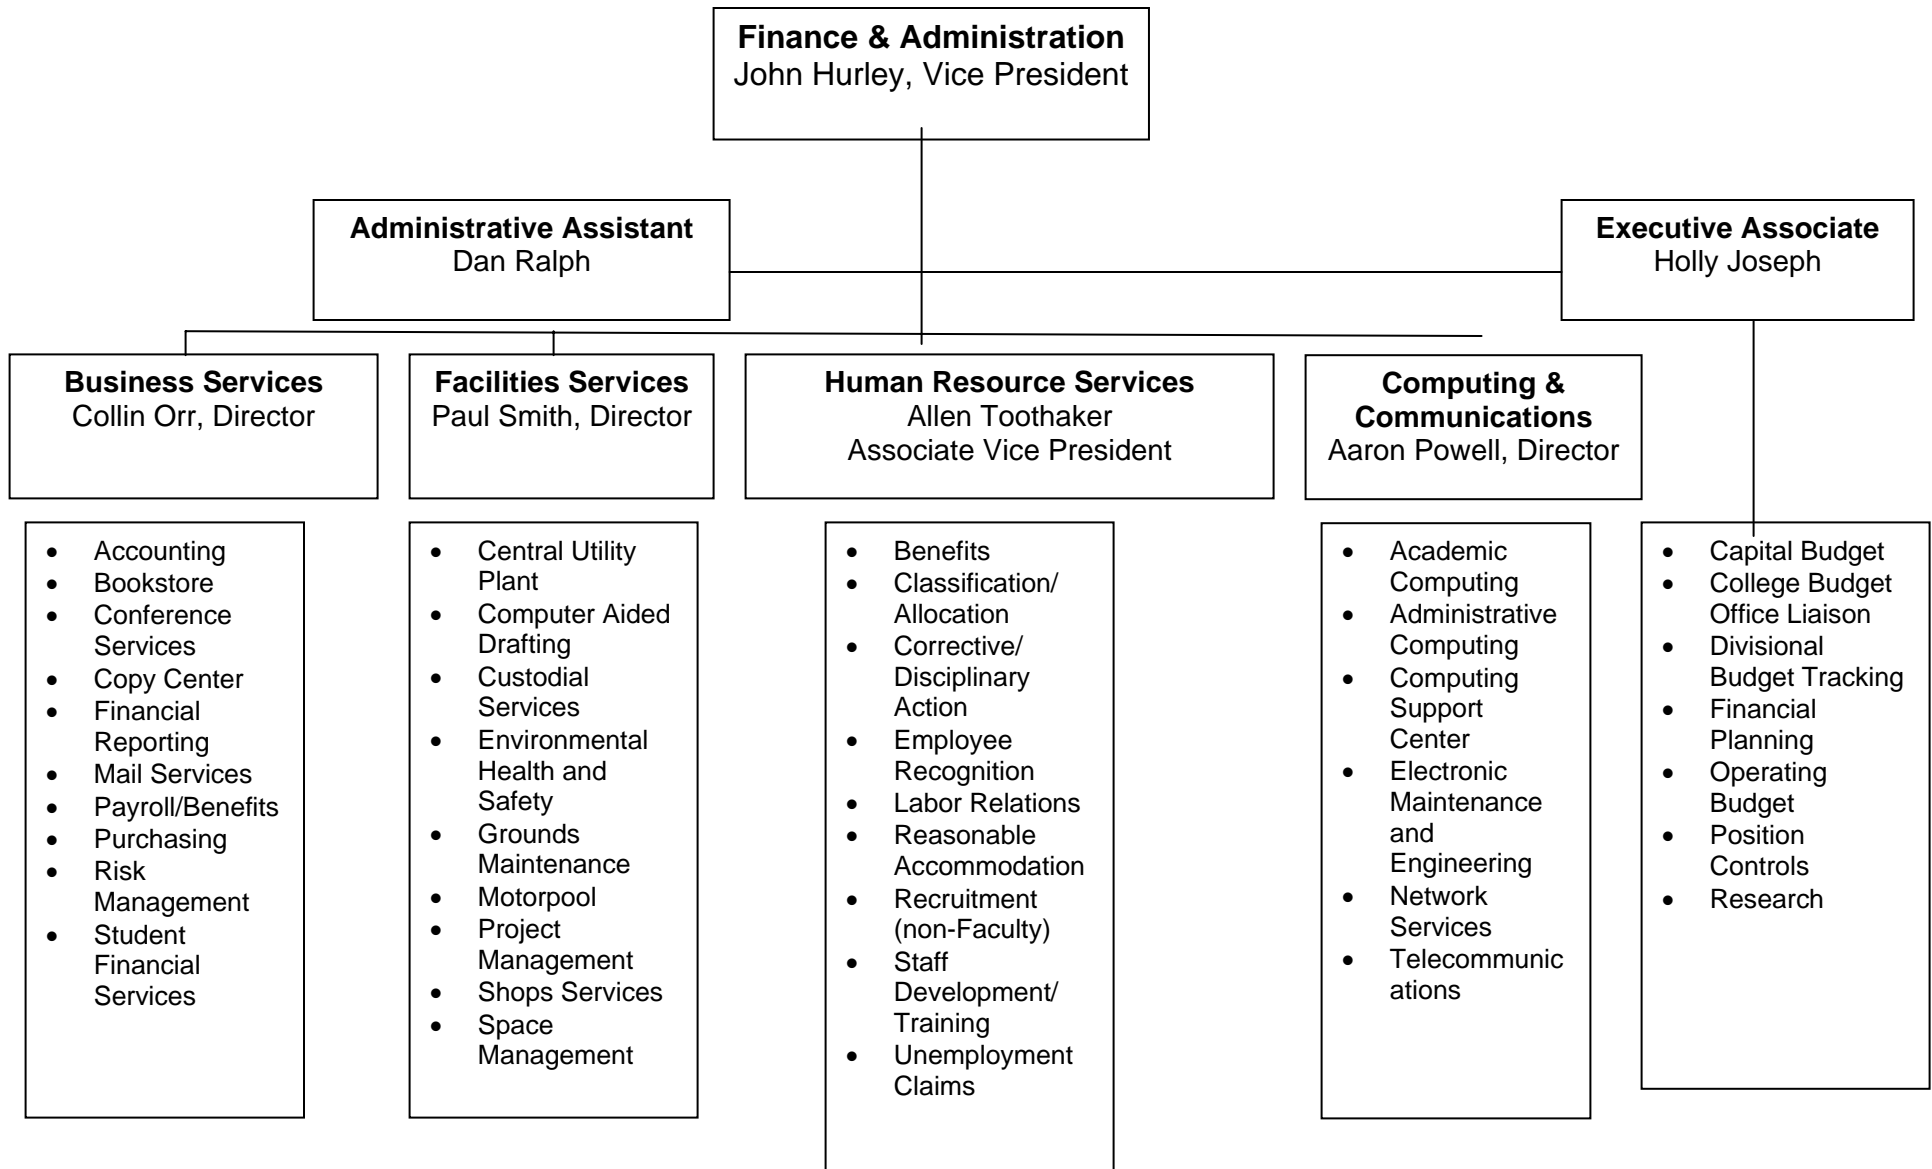 Finance & Administration
John Hurley, Vice President
Administrative Assistant
Dan Ralph
Executive Associate
Holly Joseph
Business Services
Collin Orr, Director
Facilities Services
Paul Smith, Director
Human Resource Services
Allen Toothaker
Associate Vice President
Computing &
Communications
Aaron Powell, Director
• Accounting
• Bookstore
• Conference
Services
• Copy Center
• Financial
Reporting
• Mail Services
• Payroll/Benefits
• Purchasing
• Risk
Management
• Student
Financial
Services
• Central Utility
Plant
• Computer Aided
Drafting
• Custodial
Services
• Environmental
Health and
Safety
• Grounds
Maintenance
• Motorpool
• Project
Management
• Shops Services
• Space
Management
• Benefits
• Classification/
Allocation
• Corrective/
Disciplinary
Action
• Employee
Recognition
• Labor Relations
• Reasonable
Accommodation
• Recruitment
(non-Faculty)
• Staff
Development/
Training
• Unemployment
Claims
• Academic
Computing
• Administrative
Computing
• Computing
Support
Center
• Electronic
Maintenance
and
Engineering
• Network
Services
• Telecommunic
ations
• Capital Budget
• College Budget
Office Liaison
• Divisional
Budget Tracking
• Financial
Planning
• Operating
Budget
• Position
Controls
• Research